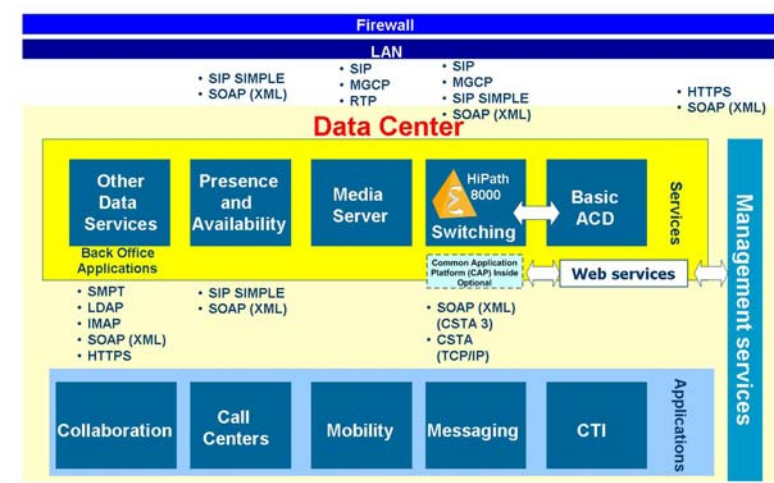 Firewall
LAN
• SIP SIMPLE
• SOAP (XML)
• SIP
• MGCP
• RTP
• SIP
• MGCP
• SIP SIMPLE
• SOAP (XML)
• HTTPS
• SOAP (XML)
Data Center
Other
Data
Services
Presence
and
Availability
Media
Server
HiPath
8000
Switching
Basic
ACD
Services
Back Office
Applications
Common Application
Platform (CAP) Inside
Optional
Web services
Management services
• SMPT
• LDAP
• IMAP
• SOAP (XML)
• HTTPS
• SIP SIMPLE
• SOAP (XML)
• SOAP (XML)
(CSTA 3)
• CSTA
(TCP/IP)
Collaboration
Call
Centers
Mobility
Messaging
CTI
Applications